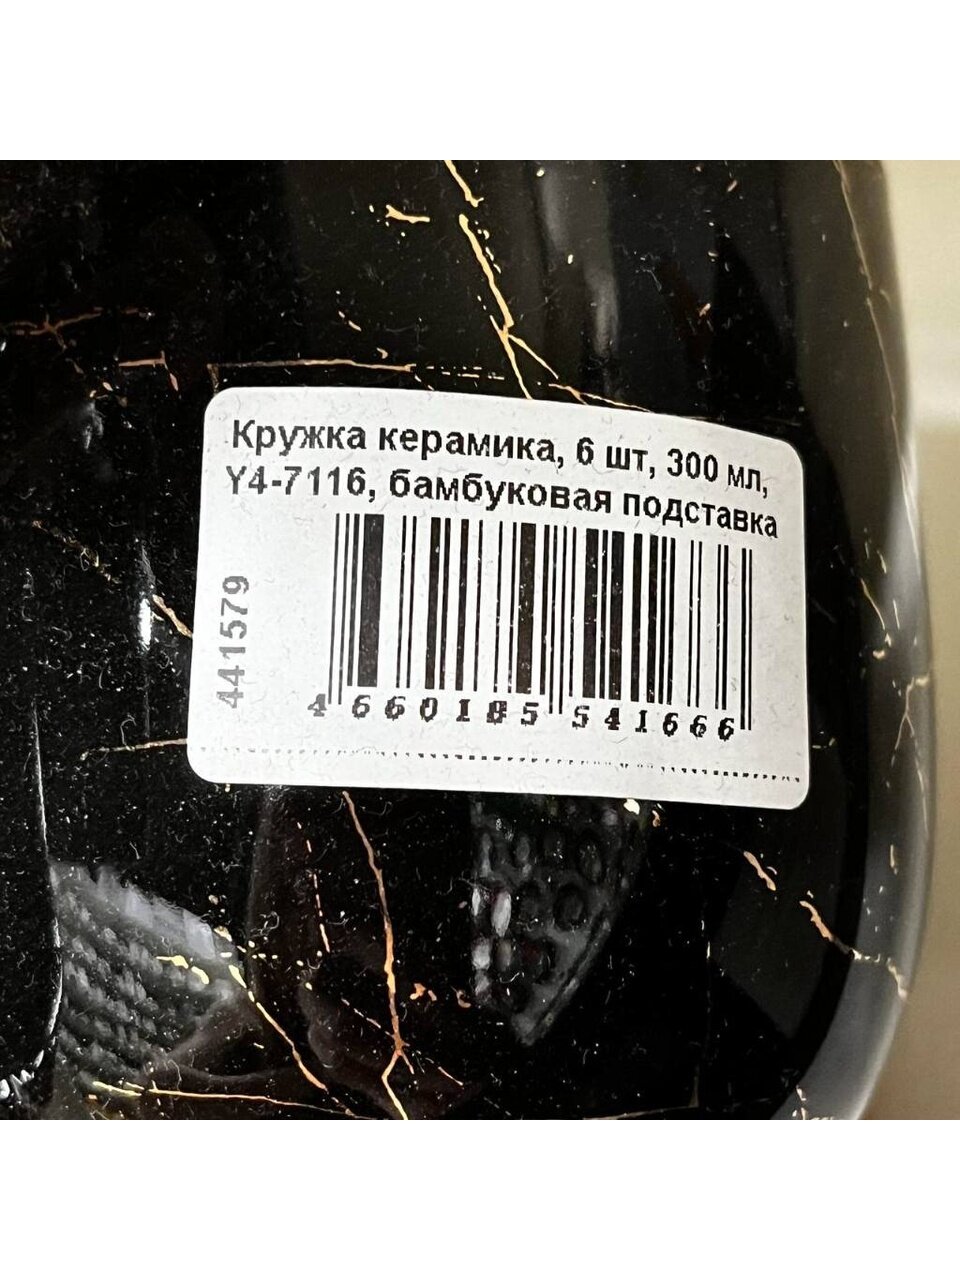 Кружка керамика, 6 шт, 300 мл,
Y4-7116, бамбуковая подставка
441579
4 660185 541666